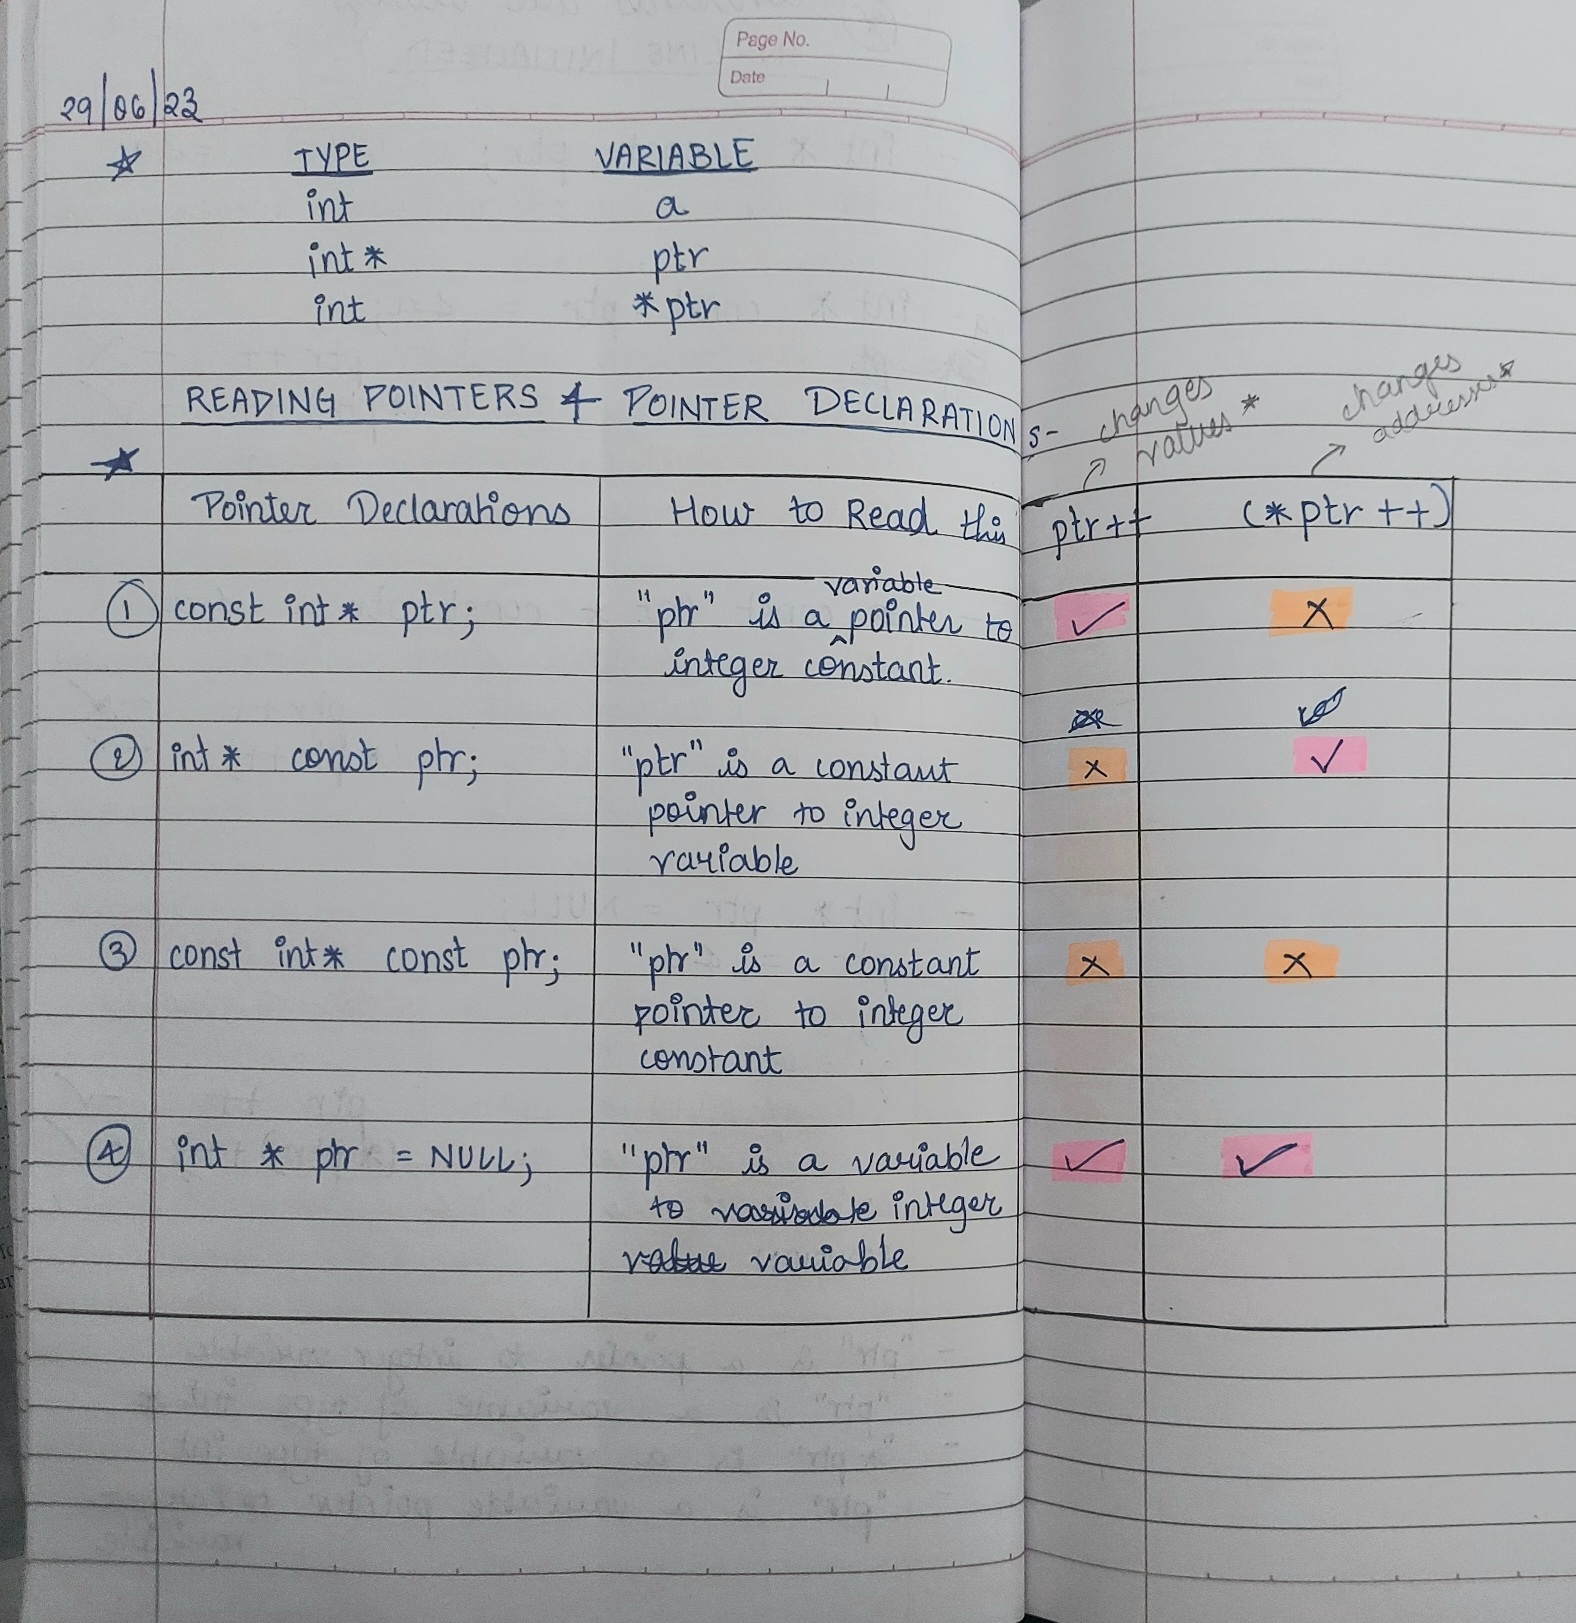 Page No.
Date
29/06/23
TYPE VARIABLE
int a
int * ptr
int *ptr
READING POINTERS & POINTER DECLARATIONS-
changes values *
changes addresses *
Pointer Declarations How to Read this ptr++ (*ptr ++)
① const int * ptr; "ptr" is a variable pointer to ✓ ×
integer constant.
② int * const ptr; "ptr" is a constant × ✓
pointer to integer
variable
③ const int * const ptr; "ptr" is a constant × ×
pointer to integer
constant
④ int * ptr = NULL; "ptr" is a variable ✓ ✓
to integer
variable